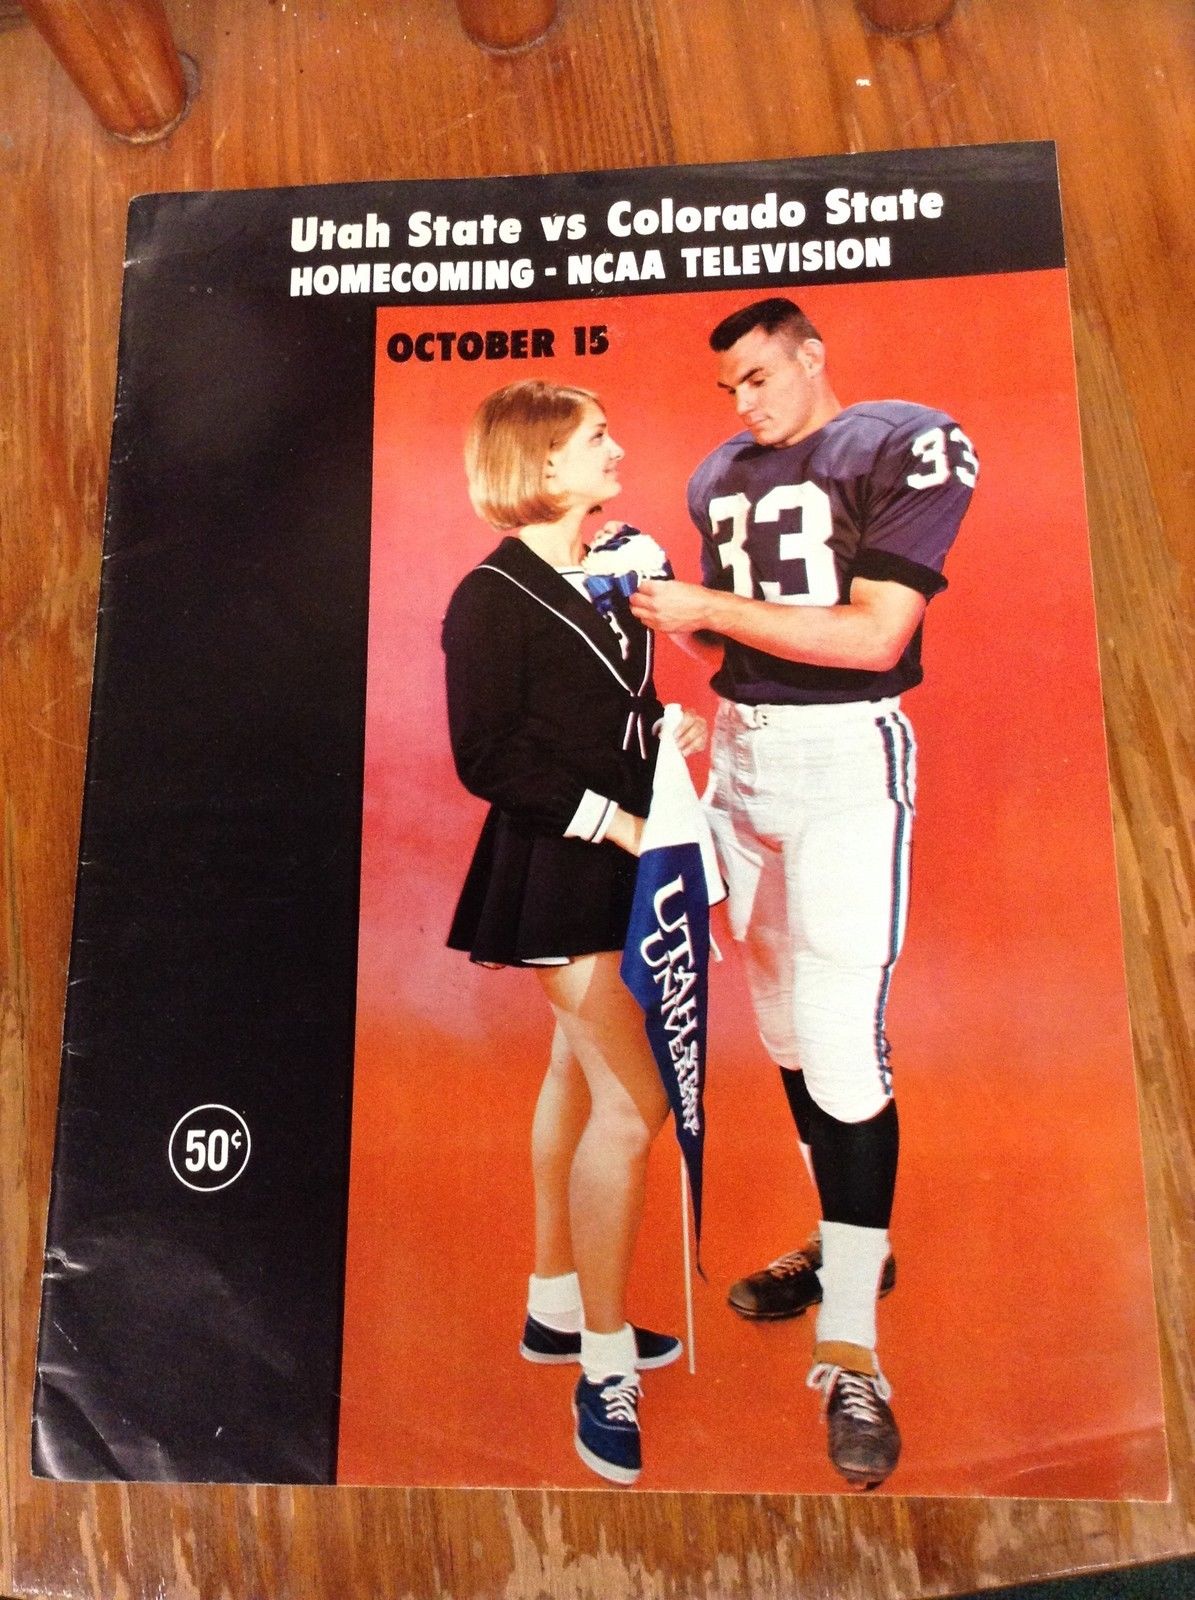 Utah State vs Colorado State
HOMECOMING - NCAA TELEVISION
OCTOBER 15
33
33
UTAH STATE
UNIVERSITY
50¢